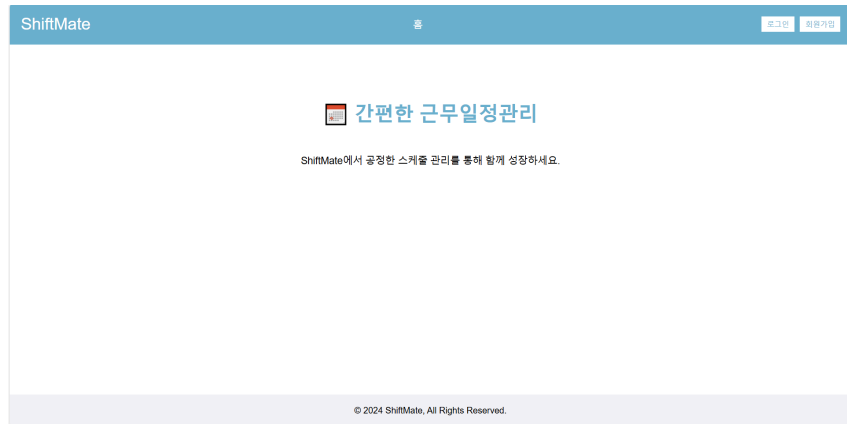 ShiftMate
홈
로그인 회원가입
간편한 근무일정관리
ShiftMate에서 공정한 스케줄 관리를 통해 함께 성장하세요.
© 2024 ShiftMate, All Rights Reserved.